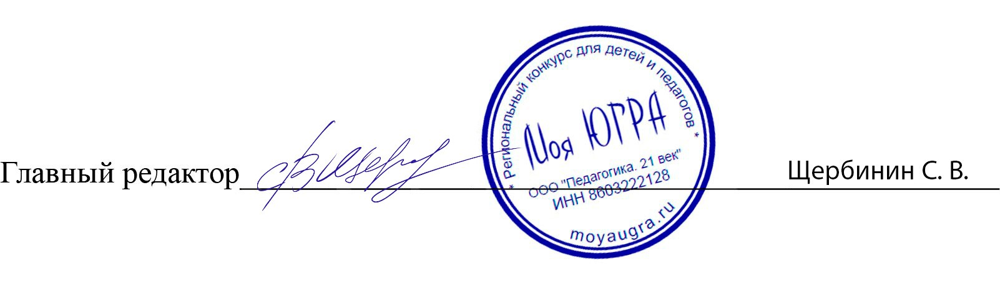 * Региональный конкурс для детей и педагогов *
Моя ЮГРА
ООО "Педагогика. 21 век"
ИНН 8603222128
moyaugra.ru
Главный редактор Щербинин С. В.